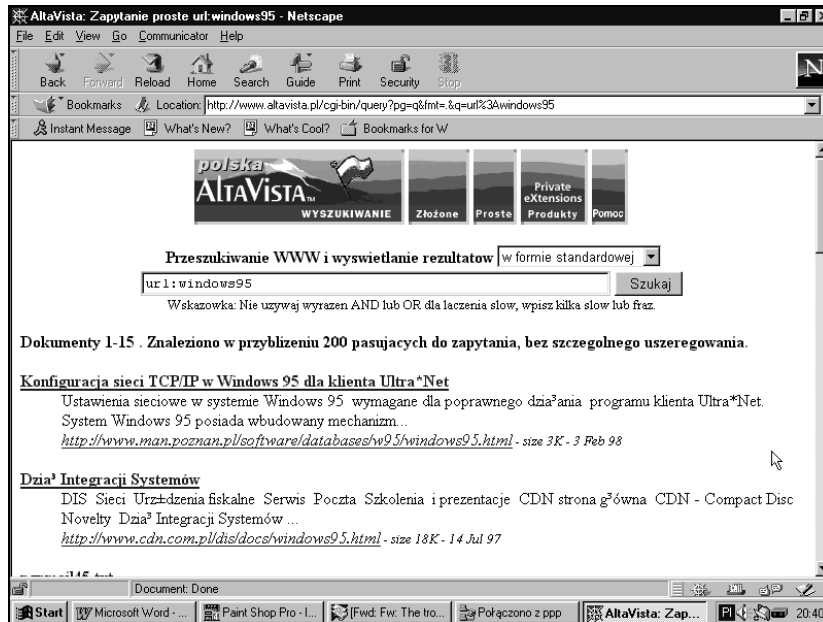 AltaVista: Zapytanie proste url:windows95 - Netscape
File Edit View Go Communicator Help
Back Forward Reload Home Search Guide Print Security Stop
Bookmarks Location: http://www.altavista.pl/cgi-bin/query?pg=q&fmt=.&q=url%3Awindows95
Instant Message What's New? What's Cool? Bookmarks for W
polska
ALTAVISTA™
WYSZUKIWANIE Złożone Proste Private eXtensions Produkty Pomoc
Przeszukiwanie WWW i wyswietlanie rezultatow w formie standardowej
url:windows95 Szukaj
Wskazowka: Nie uzywaj wyrazen AND lub OR dla laczenia slow, wpisz kilka slow lub fraz.
Dokumenty 1-15 . Znaleziono w przyblizeniu 200 pasujacych do zapytania, bez szczegolnego uszeregowania.
Konfiguracja sieci TCP/IP w Windows 95 dla klienta Ultra*Net
Ustawienia sieciowe w systemie Windows 95 wymagane dla poprawnego dzia³ania programu klienta Ultra*Net.
System Windows 95 posiada wbudowany mechanizm...
http://www.man.poznan.pl/software/databases/w95/windows95.html - size 3K - 3 Feb 98
Dzia³ Integracji Systemów
DIS Sieci Urz±dzenia fiskalne Serwis Poczta Szkolenia i prezentacje CDN strona g³ówna CDN - Compact Disc
Novelty Dzia³ Integracji Systemów ...
http://www.cdn.com.pl/dis/docs/windows95.html - size 18K - 14 Jul 97
Document: Done
Start Microsoft Word - ... Paint Shop Pro - I... [Fwd: Fw: The tro... Połączono z ppp AltaVista: Zap... Pl 20:40